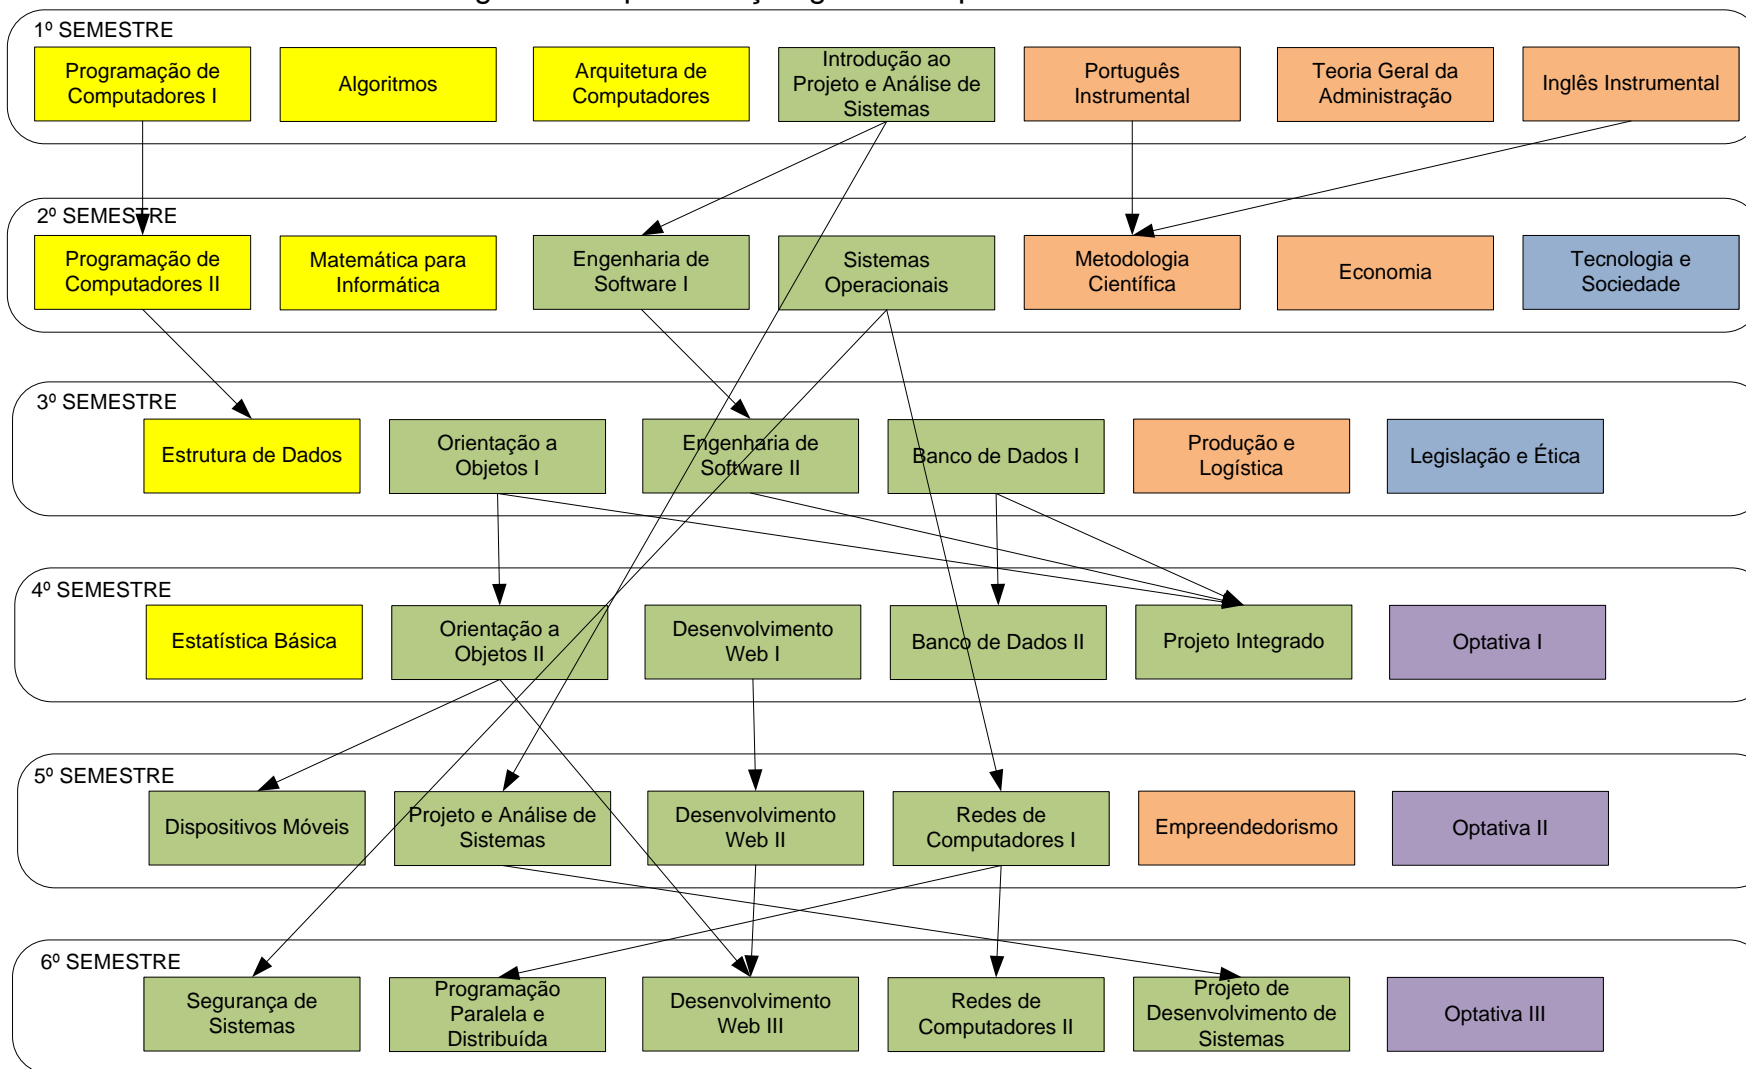 1º SEMESTRE
Programação de
Computadores I
Algoritmos
Arquitetura de
Computadores
Introdução ao
Projeto e Análise de
Sistemas
Português
Instrumental
Teoria Geral da
Administração
Inglês Instrumental
2º SEMESTRE
Programação de
Computadores II
Matemática para
Informática
Engenharia de
Software I
Sistemas
Operacionais
Metodologia
Científica
Economia
Tecnologia e
Sociedade
3º SEMESTRE
Estrutura de Dados
Orientação a
Objetos I
Engenharia de
Software II
Banco de Dados I
Produção e
Logística
Legislação e Ética
4º SEMESTRE
Estatística Básica
Orientação a
Objetos II
Desenvolvimento
Web I
Banco de Dados II
Projeto Integrado
Optativa I
5º SEMESTRE
Dispositivos Móveis
Projeto e Análise de
Sistemas
Desenvolvimento
Web II
Redes de
Computadores I
Empreendedorismo
Optativa II
6º SEMESTRE
Segurança de
Sistemas
Programação
Paralela e
Distribuída
Desenvolvimento
Web III
Redes de
Computadores II
Projeto de
Desenvolvimento de
Sistemas
Optativa III